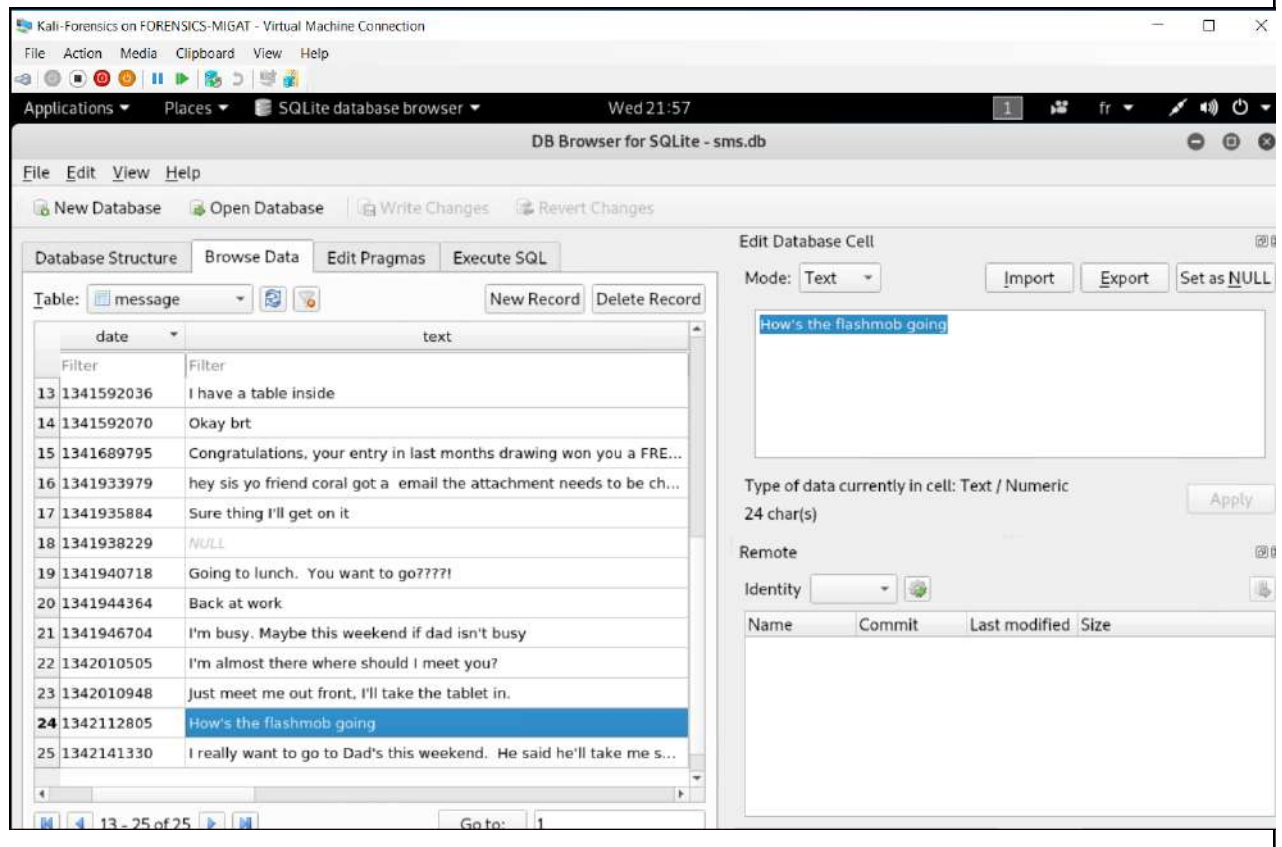 Kali-Forensics on FORENSICS-MIGAT - Virtual Machine Connection
File Action Media Clipboard View Help
Applications Places SQLite database browser Wed 21:57 1 fr
DB Browser for SQLite - sms.db
File Edit View Help
New Database Open Database Write Changes Revert Changes
Database Structure Browse Data Edit Pragmas Execute SQL
Table: message New Record Delete Record
date text
Filter Filter
13 1341592036 I have a table inside
14 1341592070 Okay brt
15 1341689795 Congratulations, your entry in last months drawing won you a FRE...
16 1341933979 hey sis yo friend coral got a email the attachment needs to be ch...
17 1341935884 Sure thing I'll get on it
18 1341938229 NULL
19 1341940718 Going to lunch. You want to go????!
20 1341944364 Back at work
21 1341946704 I'm busy. Maybe this weekend if dad isn't busy
22 1342010505 I'm almost there where should I meet you?
23 1342010948 Just meet me out front, I'll take the tablet in.
24 1342112805 How's the flashmob going
25 1342141330 I really want to go to Dad's this weekend. He said he'll take me s...
13 - 25 of 25 Go to: 1
Edit Database Cell
Mode: Text Import Export Set as NULL
How's the flashmob going
Type of data currently in cell: Text / Numeric
24 char(s)
Apply
Remote
Identity
Name Commit Last modified Size